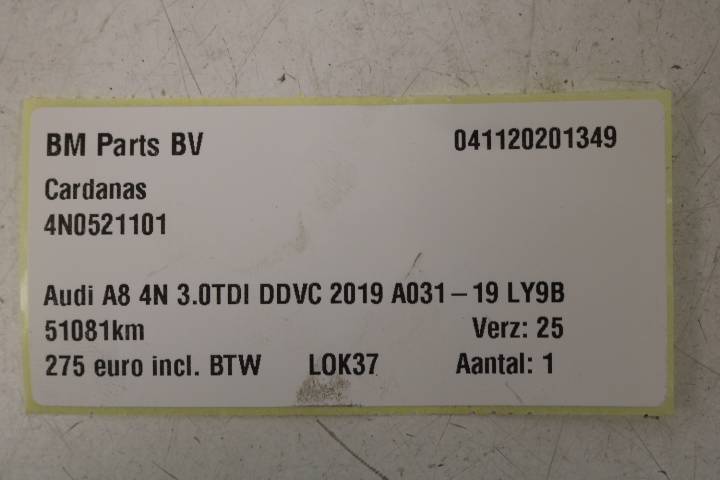 BM Parts BV 041120201349
Cardanas
4N0521101
Audi A8 4N 3.0TDI DDVC 2019 A031-19 LY9B
51081km Verz: 25
275 euro incl. BTW LOK37 Aantal: 1